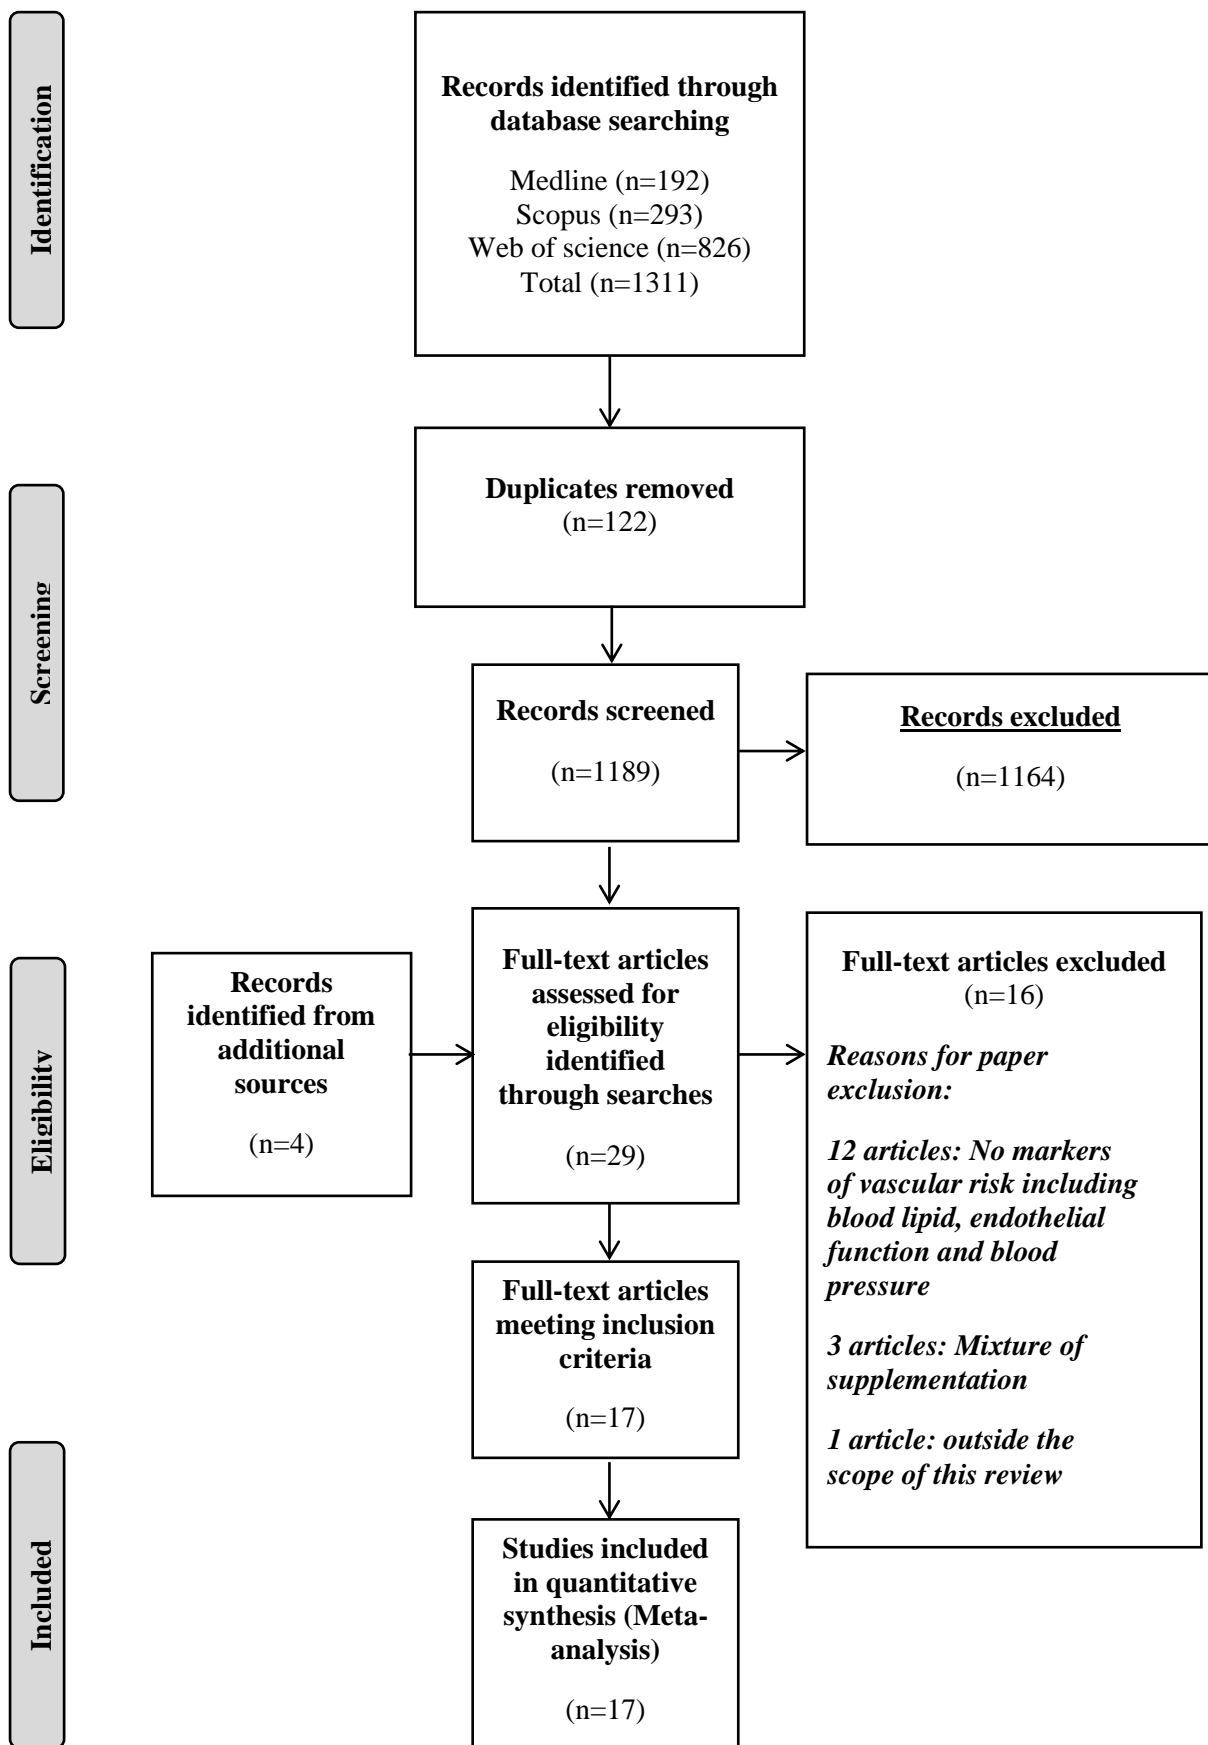 Identification
Records identified through
database searching
Medline (n=192)
Scopus (n=293)
Web of science (n=826)
Total (n=1311)
Screening
Duplicates removed
(n=122)
Records screened
(n=1189)
Records excluded
(n=1164)
Eligibility
Records
identified from
additional
sources
(n=4)
Full-text articles
assessed for
eligibility
identified
through searches
(n=29)
Full-text articles excluded
(n=16)
Reasons for paper
exclusion:
12 articles: No markers
of vascular risk including
blood lipid, endothelial
function and blood
pressure
3 articles: Mixture of
supplementation
1 article: outside the
scope of this review
Full-text articles
meeting inclusion
criteria
(n=17)
Included
Studies included
in quantitative
synthesis (Meta-
analysis)
(n=17)